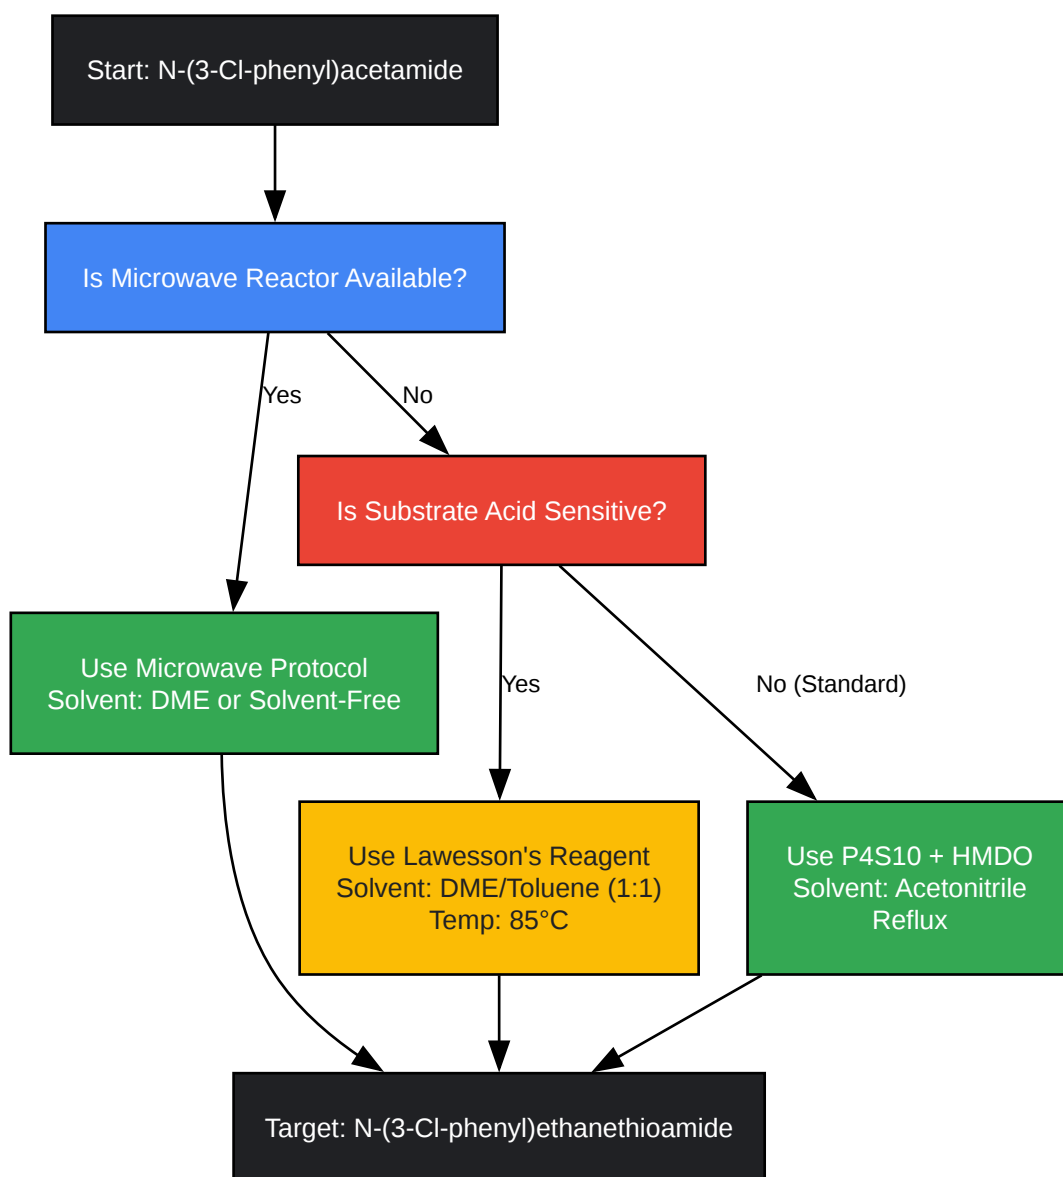 Start: N-(3-Cl-phenyl)acetamide
Is Microwave Reactor Available?
Yes
No
Is Substrate Acid Sensitive?
Use Microwave Protocol
Solvent: DME or Solvent-Free
Yes
No (Standard)
Use Lawesson's Reagent
Solvent: DME/Toluene (1:1)
Temp: 85°C
Use P4S10 + HMDO
Solvent: Acetonitrile
Reflux
Target: N-(3-Cl-phenyl)ethanethioamide